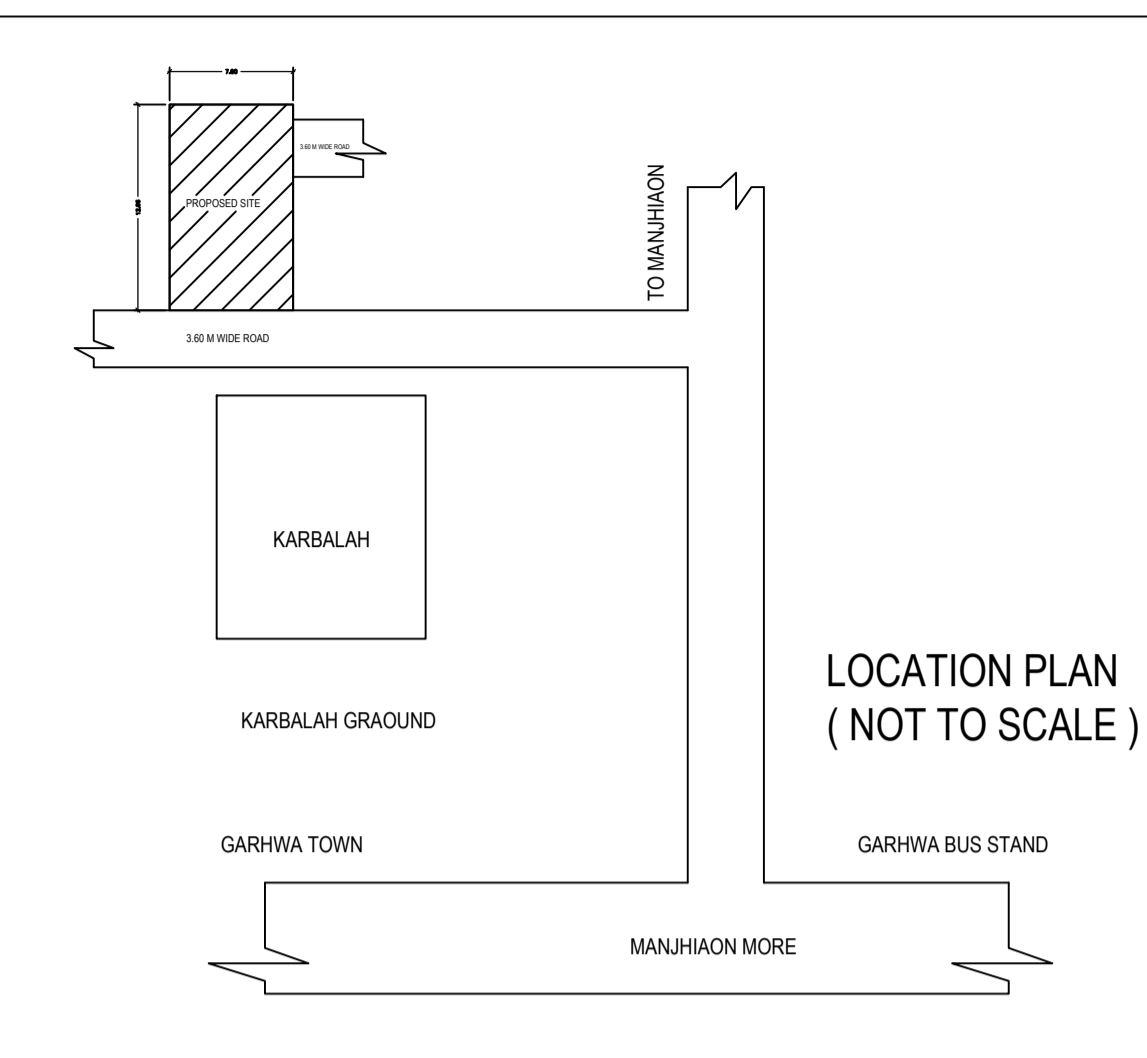 3.60 M WIDE ROAD
PROPOSED SITE
TO MANJHIAON
3.60 M WIDE ROAD
KARBALAH
LOCATION PLAN
( NOT TO SCALE )
KARBALAH GRAOUND
GARHWA TOWN
GARHWA BUS STAND
MANJHIAON MORE